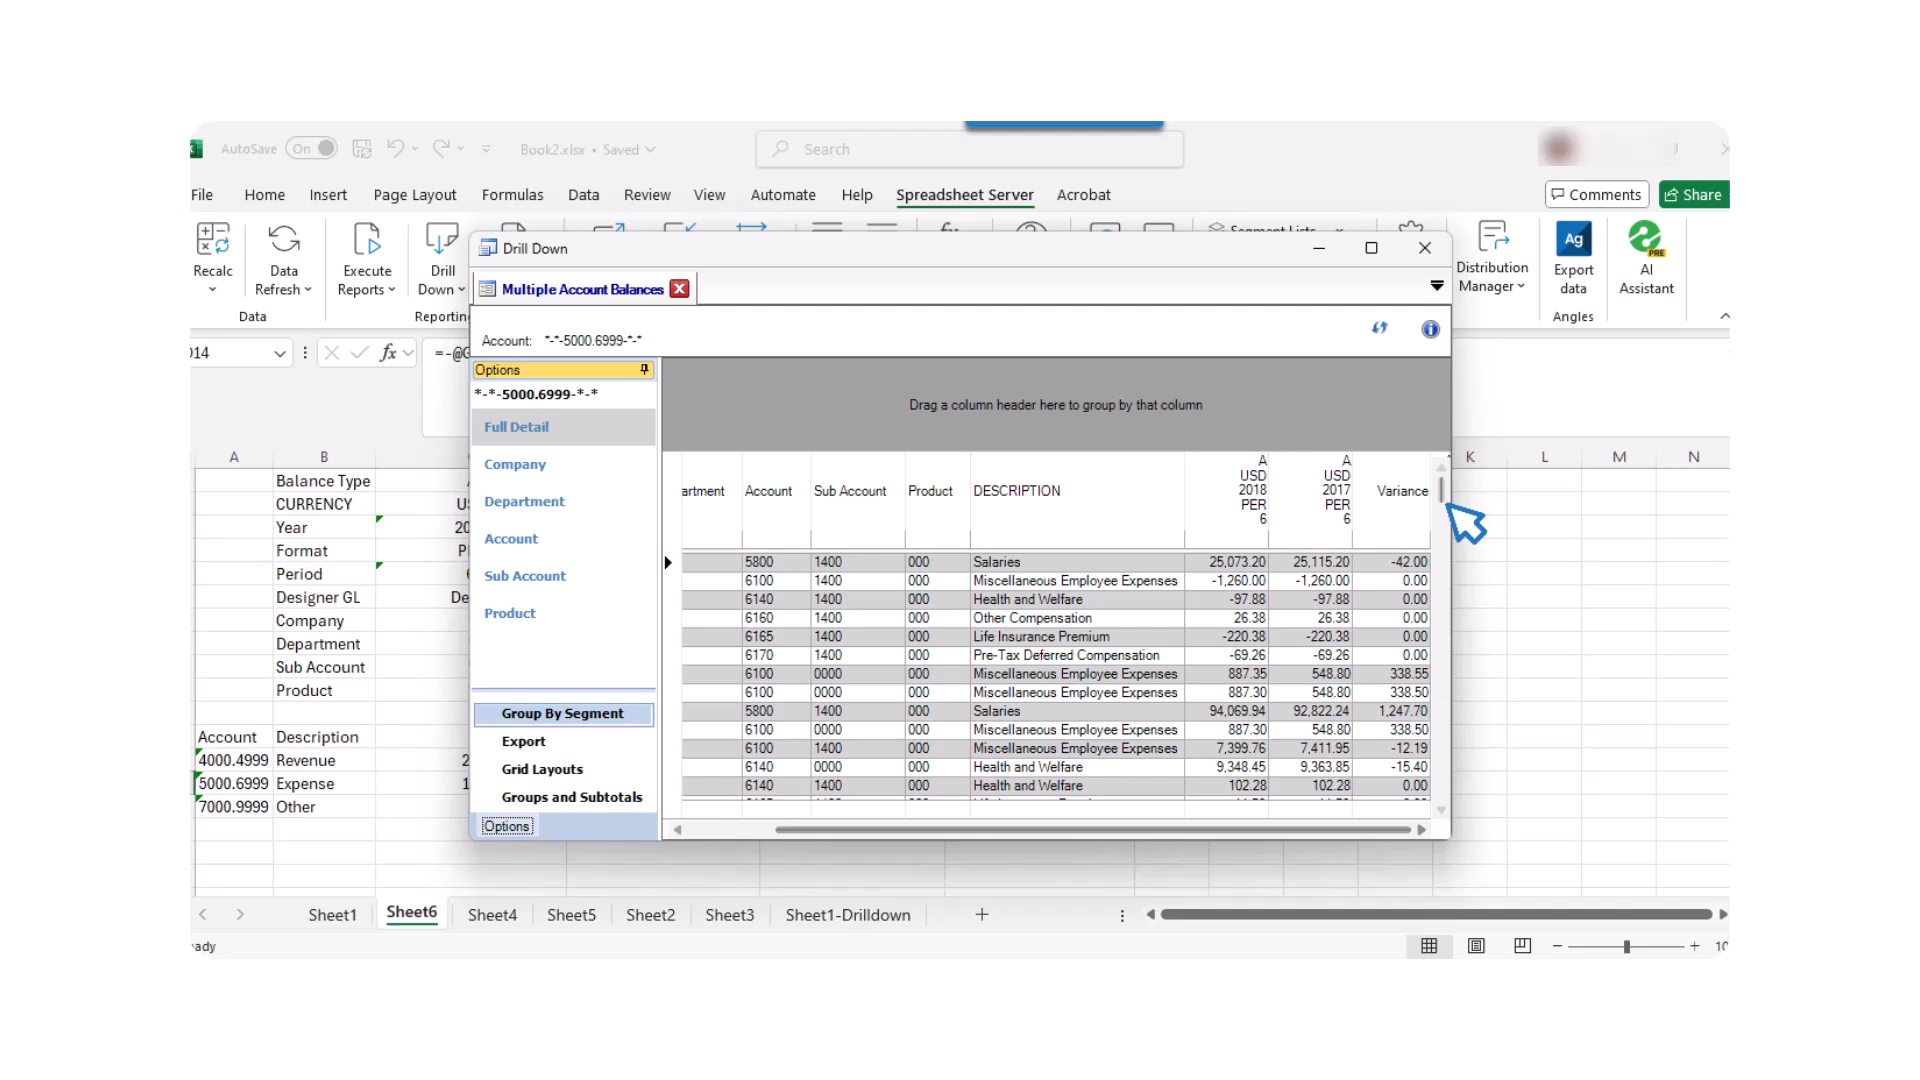 AutoSave On Book2.xlsx • Saved Search
File Home Insert Page Layout Formulas Data Review View Automate Help Spreadsheet Server Acrobat Comments Share
Recalc Data Refresh Execute Reports Drill Down Distribution Manager Ag Export data PRE AI Assistant
Data Reporting Angles
Drill Down
Multiple Account Balances
Account: *-*-5000.6999-*-*
014 fx =-@G
Options
*-*-5000.6999-*-*
Full Detail
Company
Department
Account
Sub Account
Product
Group By Segment
Export
Grid Layouts
Groups and Subtotals
Options
Drag a column header here to group by that column
artment Account Sub Account Product DESCRIPTION A USD 2018 PER 6 A USD 2017 PER 6 Variance
5800 1400 000 Salaries 25,073.20 25,115.20 -42.00
6100 1400 000 Miscellaneous Employee Expenses -1,260.00 -1,260.00 0.00
6140 1400 000 Health and Welfare -97.88 -97.88 0.00
6160 1400 000 Other Compensation 26.38 26.38 0.00
6165 1400 000 Life Insurance Premium -220.38 -220.38 0.00
6170 1400 000 Pre-Tax Deferred Compensation -69.26 -69.26 0.00
6100 0000 000 Miscellaneous Employee Expenses 887.35 548.80 338.55
6100 0000 000 Miscellaneous Employee Expenses 887.30 548.80 338.50
5800 1400 000 Salaries 94,069.94 92,822.24 1,247.70
6100 0000 000 Miscellaneous Employee Expenses 887.30 548.80 338.50
6100 1400 000 Miscellaneous Employee Expenses 7,399.76 7,411.95 -12.19
6140 0000 000 Health and Welfare 9,348.45 9,363.85 -15.40
6140 1400 000 Health and Welfare 102.28 102.28 0.00
A B K L M N
Balance Type
CURRENCY US
Year 20
Format P
Period 6
Designer GL De
Company
Department
Sub Account
Product
Account Description
4000.4999 Revenue 2
5000.6999 Expense 1
7000.9999 Other
Sheet1 Sheet6 Sheet4 Sheet5 Sheet2 Sheet3 Sheet1-Drilldown
ady 10